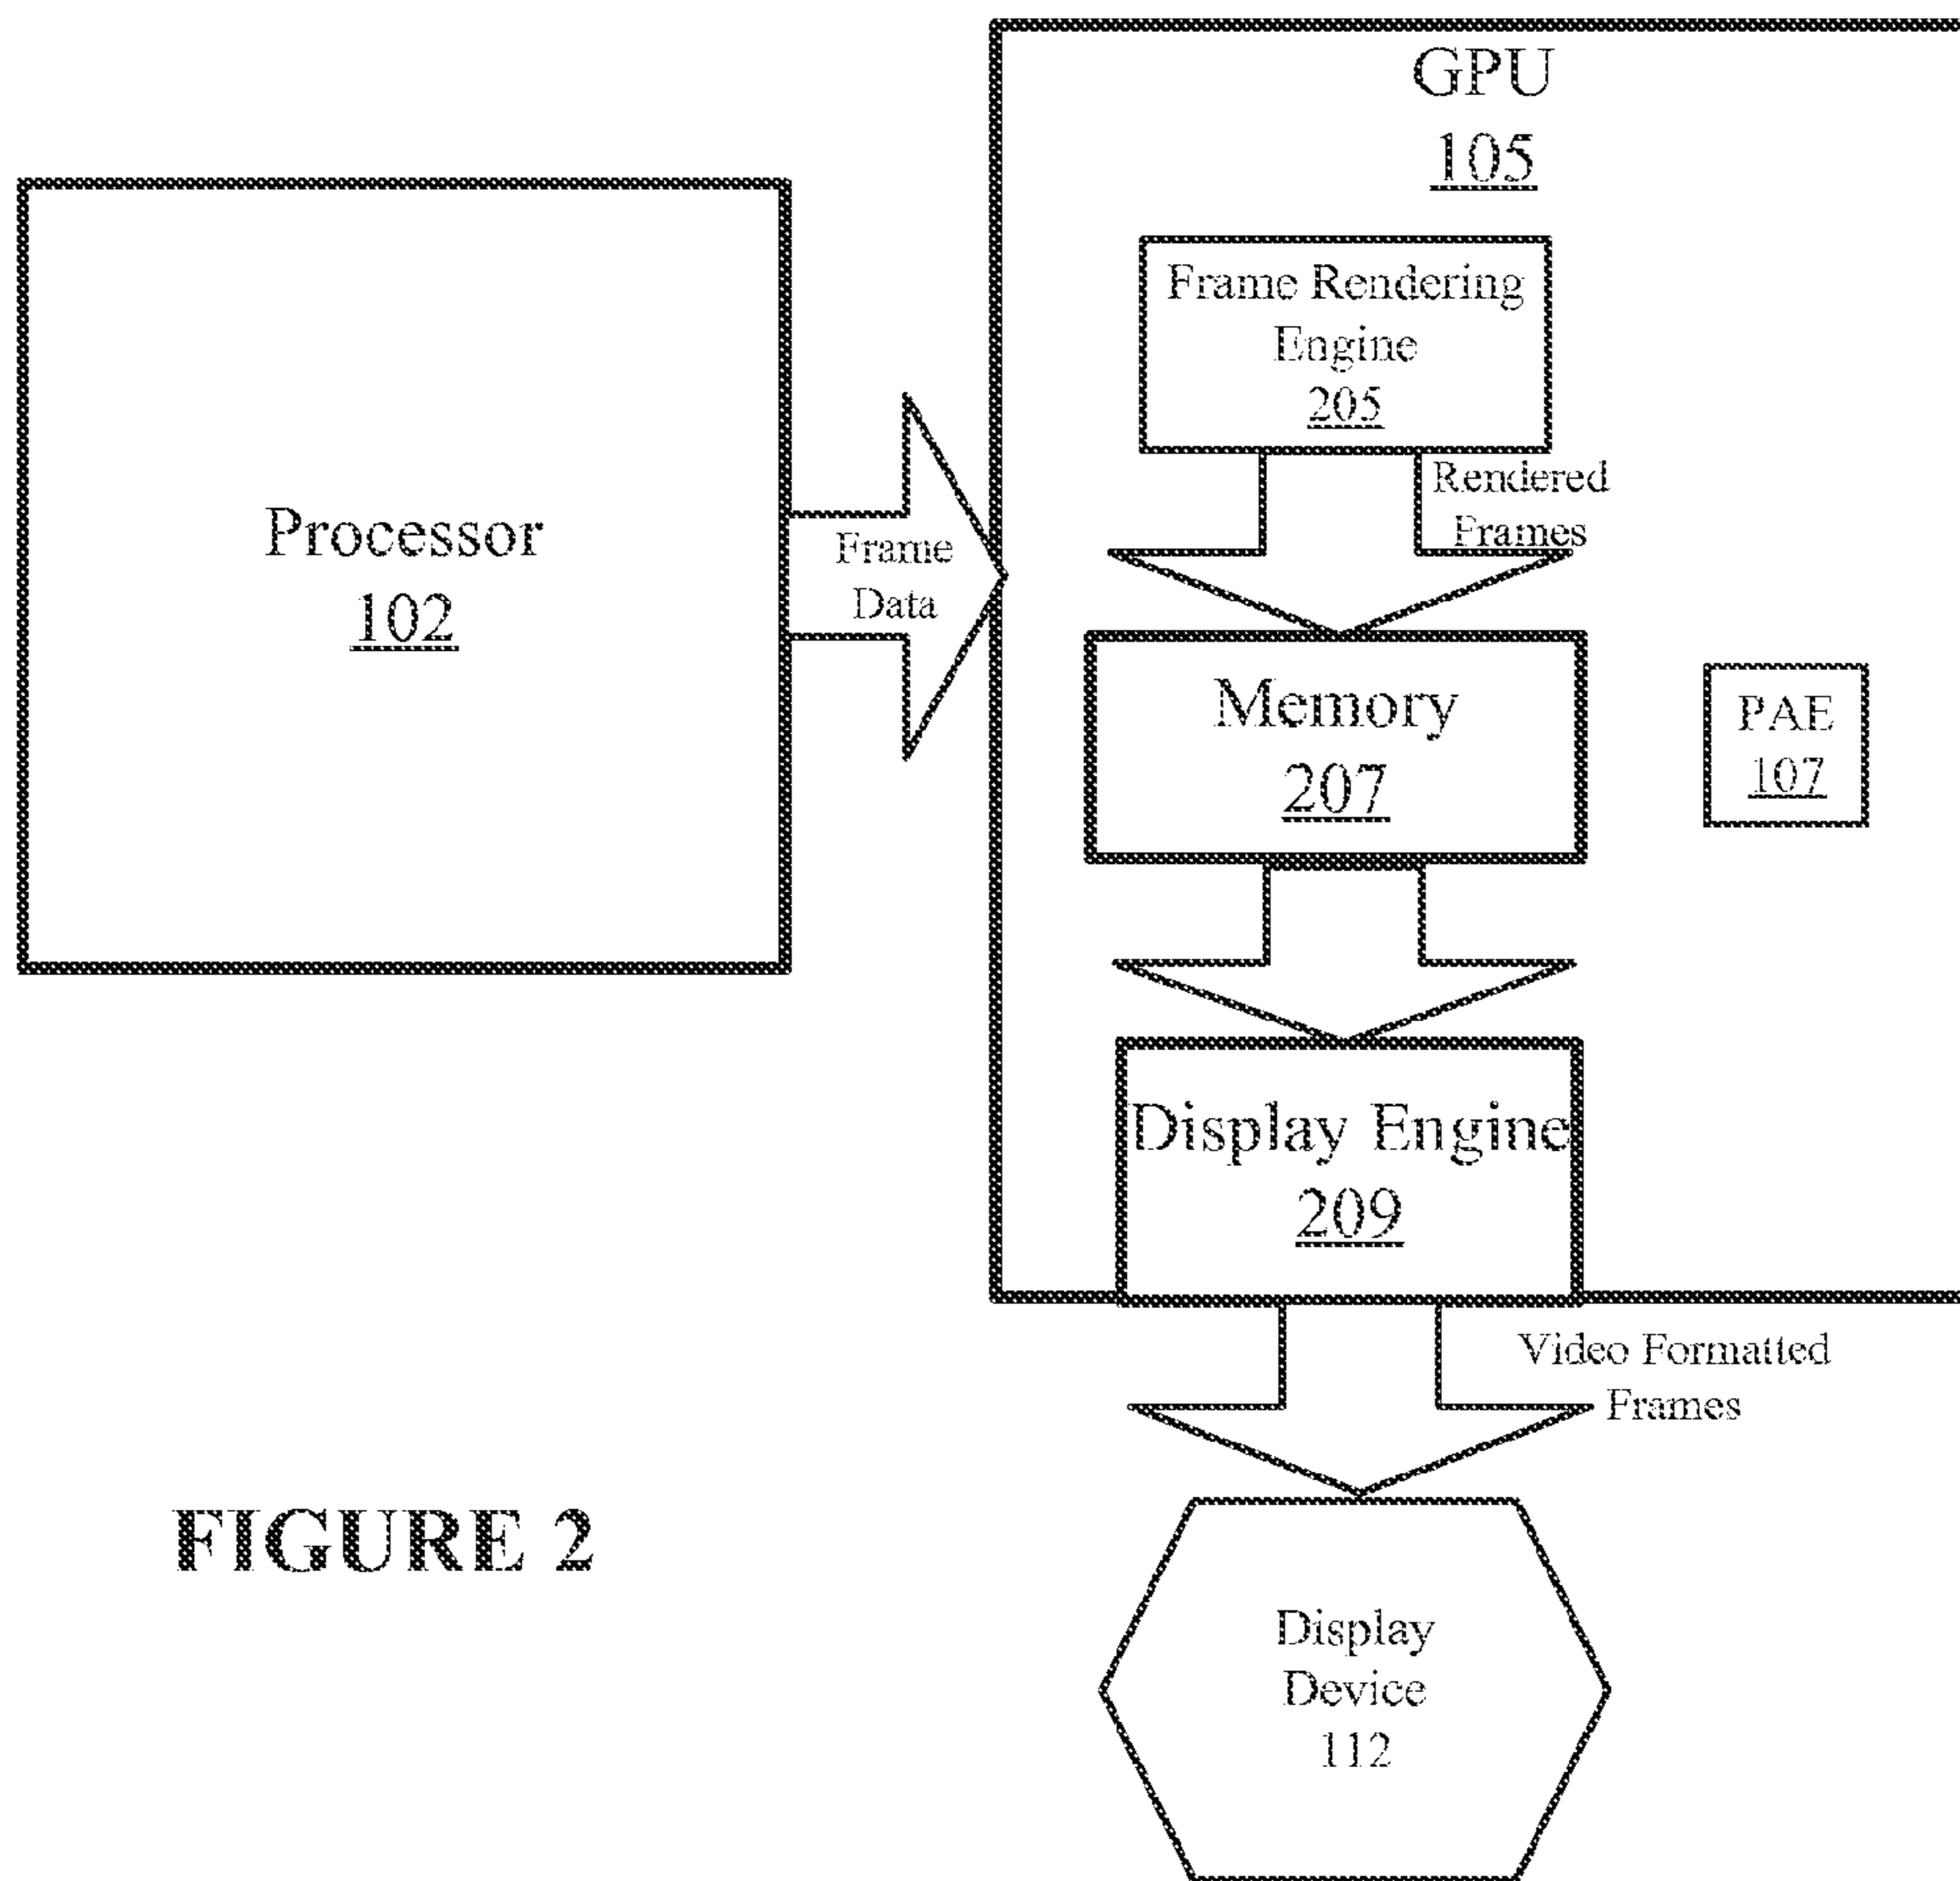 GPU
105
Frame Rendering
Engine
205
Rendered
Frames
Processor
102
Frame
Data
Memory
207
PAE
107
Display Engine
209
Video Formatted
Frames
FIGURE 2
Display
Device
112